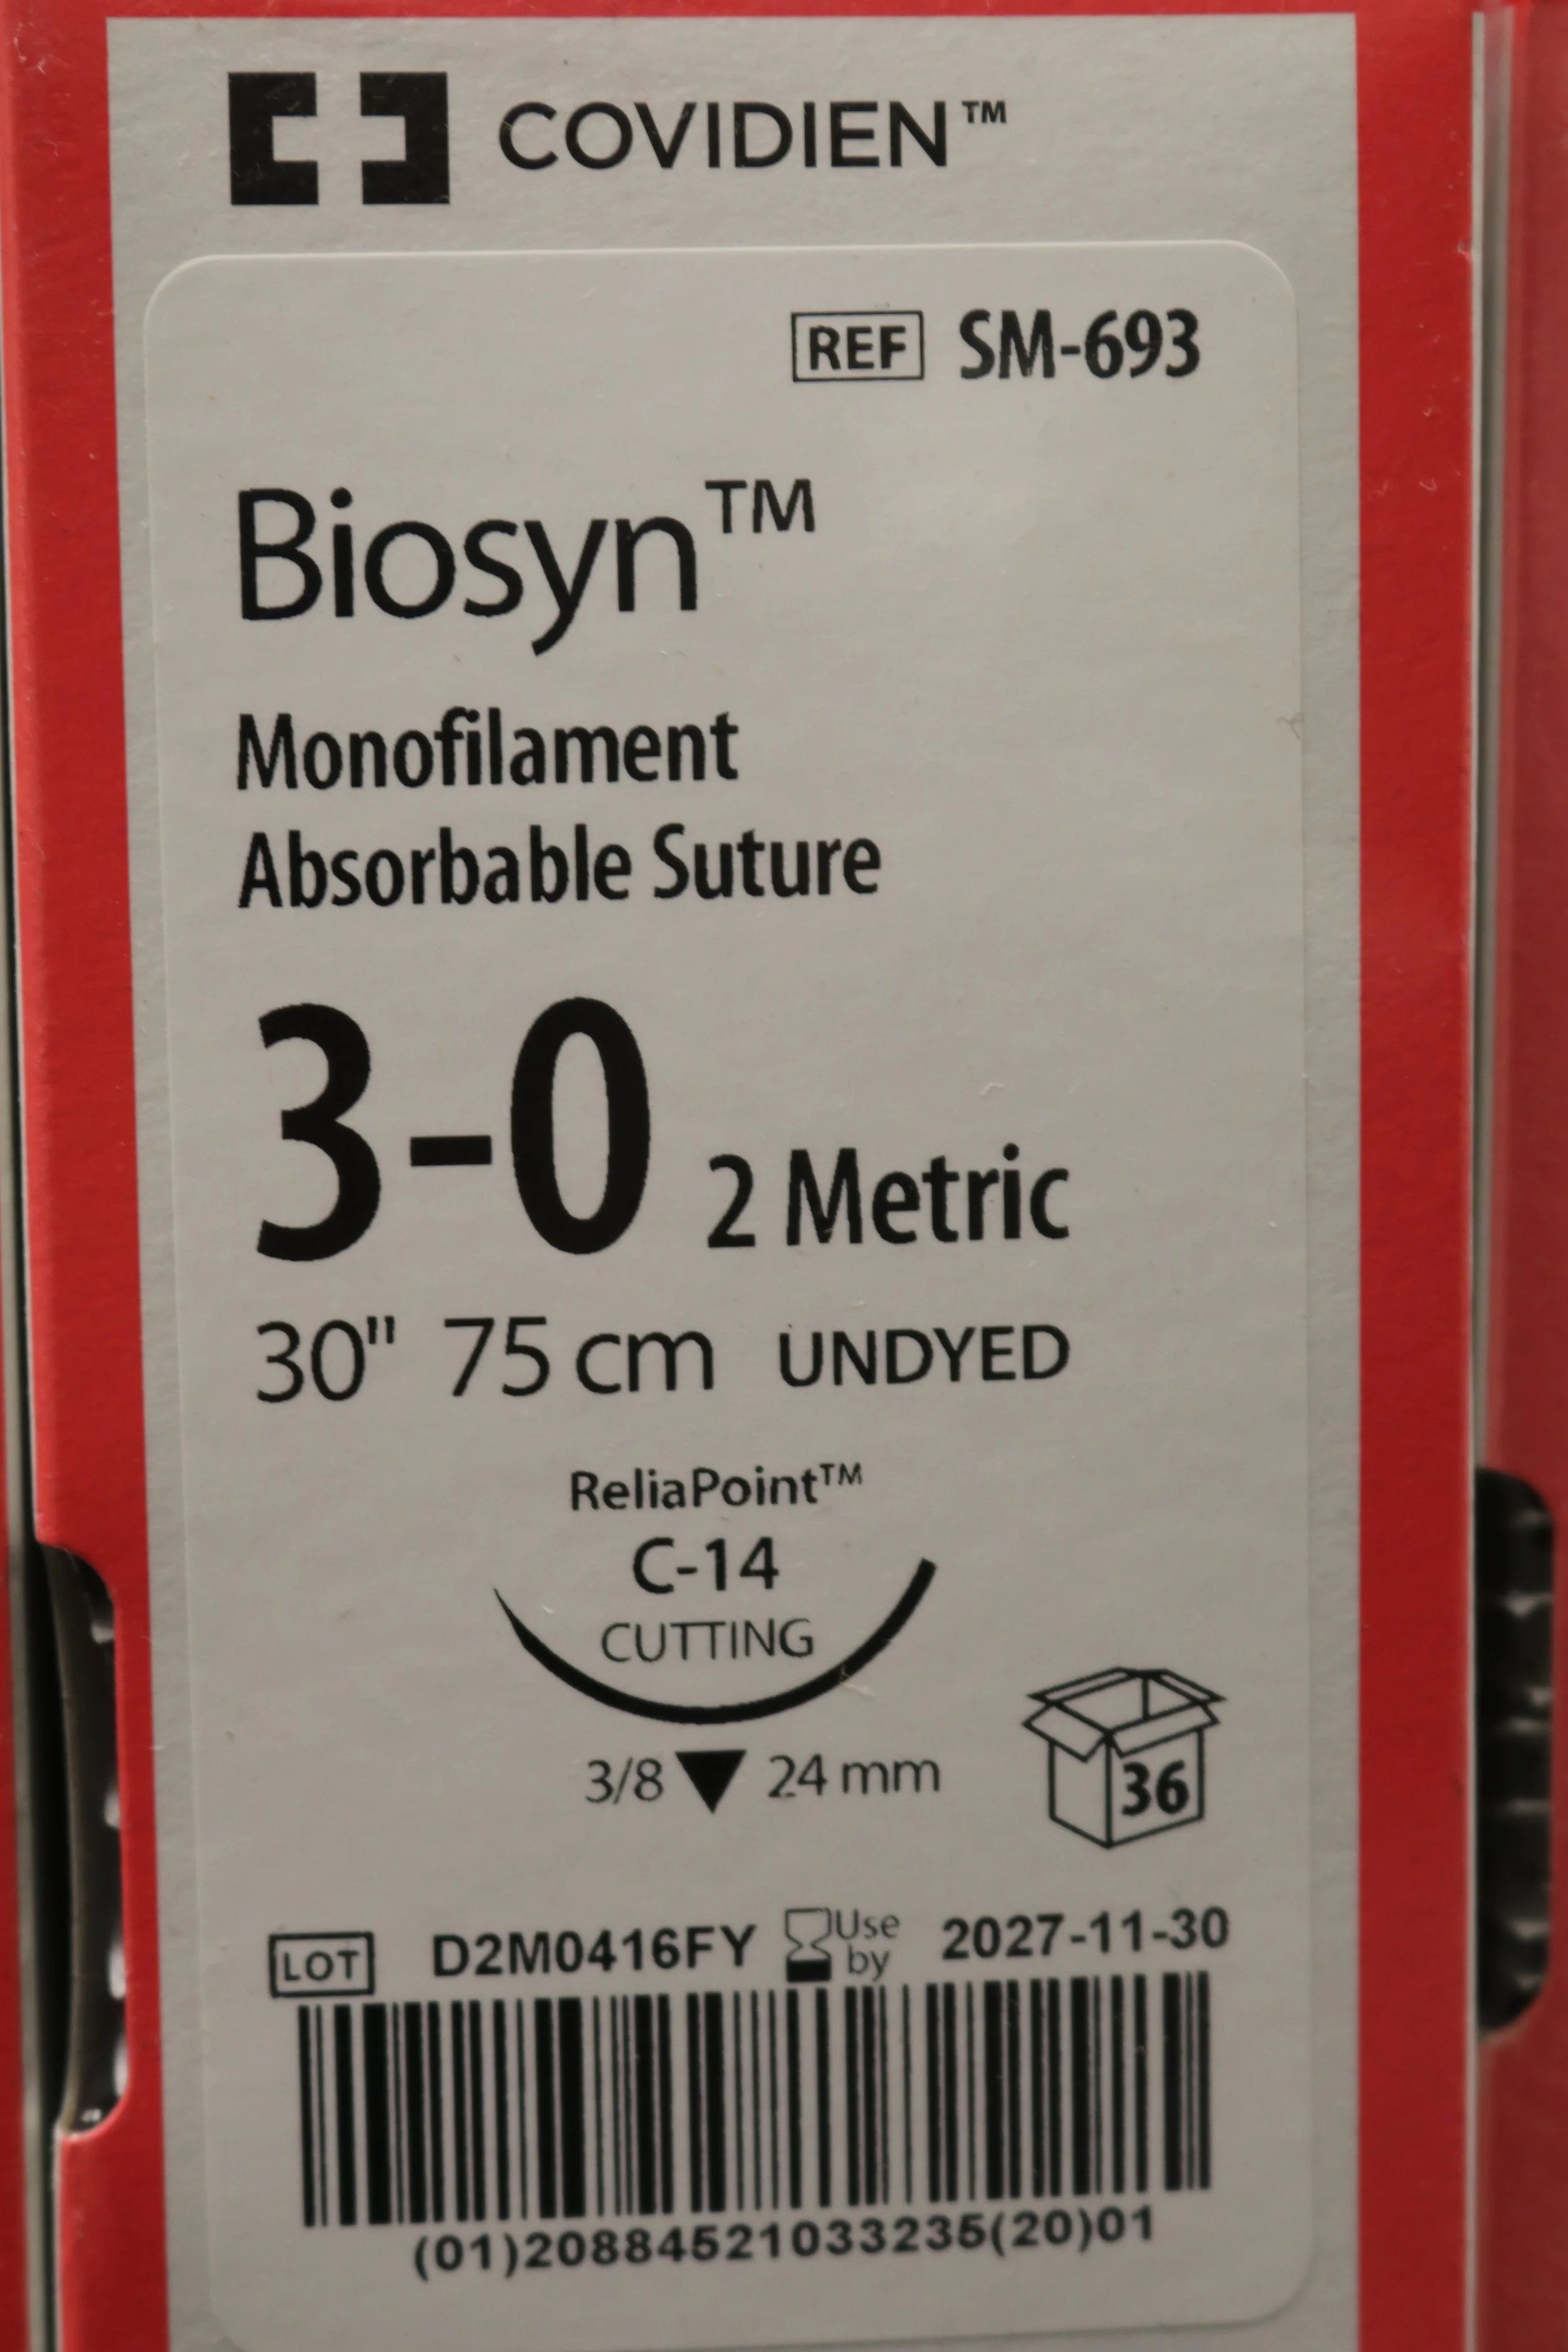 COVIDIEN™
REF SM-693
Biosyn™
Monofilament
Absorbable Suture
3-0 2 Metric
30" 75 cm UNDYED
ReliaPoint™
C-14
CUTTING
3/8 24 mm
36
LOT D2M0416FY Use by 2027-11-30
(01)20884521033235(20)01